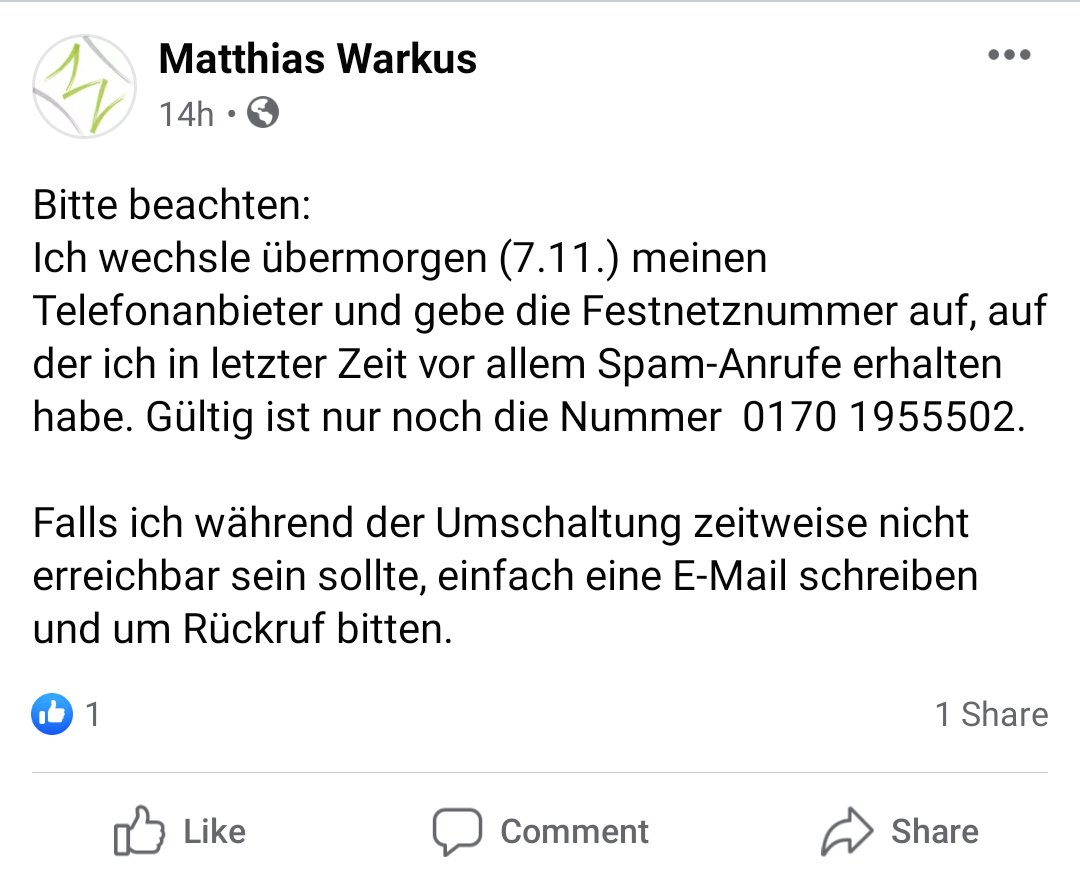 Matthias Warkus
14h •
Bitte beachten:
Ich wechsle übermorgen (7.11.) meinen
Telefonanbieter und gebe die Festnetznummer auf, auf
der ich in letzter Zeit vor allem Spam-Anrufe erhalten
habe. Gültig ist nur noch die Nummer  0170 1955502.
Falls ich während der Umschaltung zeitweise nicht
erreichbar sein sollte, einfach eine E-Mail schreiben
und um Rückruf bitten.
1 1 Share
Like Comment Share